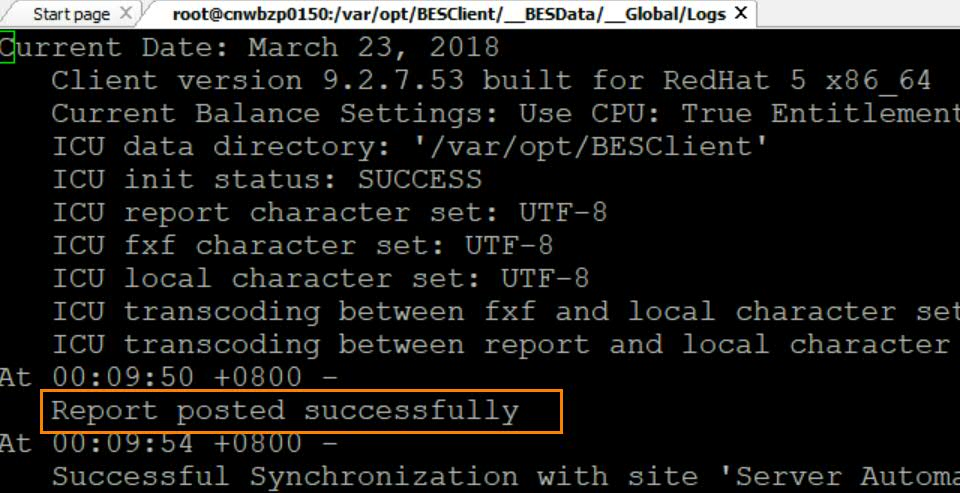 Start page
root@cnwbzp0150:/var/opt/BESClient/__BESData/__Global/Logs
Current Date: March 23, 2018
Client version 9.2.7.53 built for RedHat 5 x86_64
Current Balance Settings: Use CPU: True Entitlement
ICU data directory: '/var/opt/BESClient'
ICU init status: SUCCESS
ICU report character set: UTF-8
ICU fxf character set: UTF-8
ICU local character set: UTF-8
ICU transcoding between fxf and local character set
ICU transcoding between report and local character
At 00:09:50 +0800 -
Report posted successfully
At 00:09:54 +0800 -
Successful Synchronization with site 'Server Automa